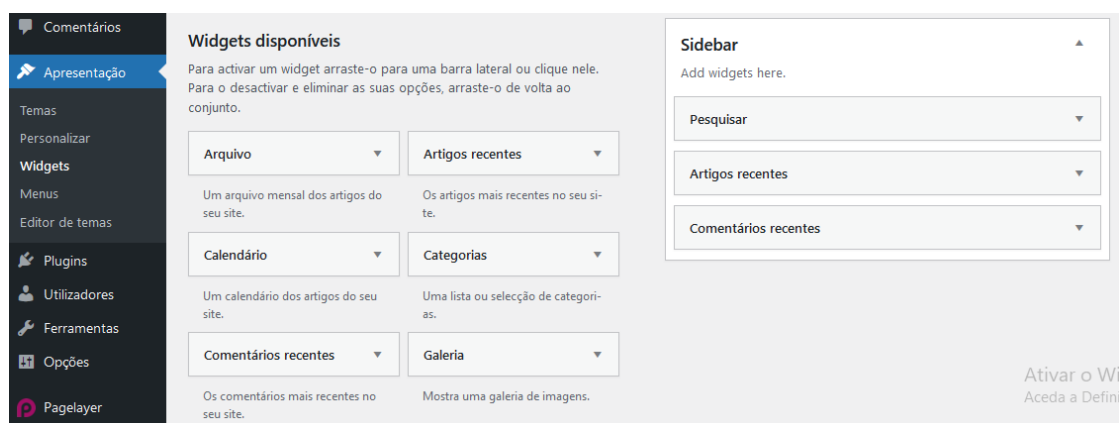 Comentários
Apresentação
Temas
Personalizar
Widgets
Menus
Editor de temas
Plugins
Utilizadores
Ferramentas
Opções
Pagelayer
Widgets disponíveis
Para activar um widget arraste-o para uma barra lateral ou clique nele.
Para o desactivar e eliminar as suas opções, arraste-o de volta ao
conjunto.
Arquivo
Um arquivo mensal dos artigos do
seu site.
Artigos recentes
Os artigos mais recentes no seu si-
te.
Calendário
Um calendário dos artigos do seu
site.
Categorias
Uma lista ou selecção de categori-
as.
Comentários recentes
Os comentários mais recentes no
seu site.
Galeria
Mostra uma galeria de imagens.
Sidebar
Add widgets here.
Pesquisar
Artigos recentes
Comentários recentes
Ativar o Wi
Aceda a Defini